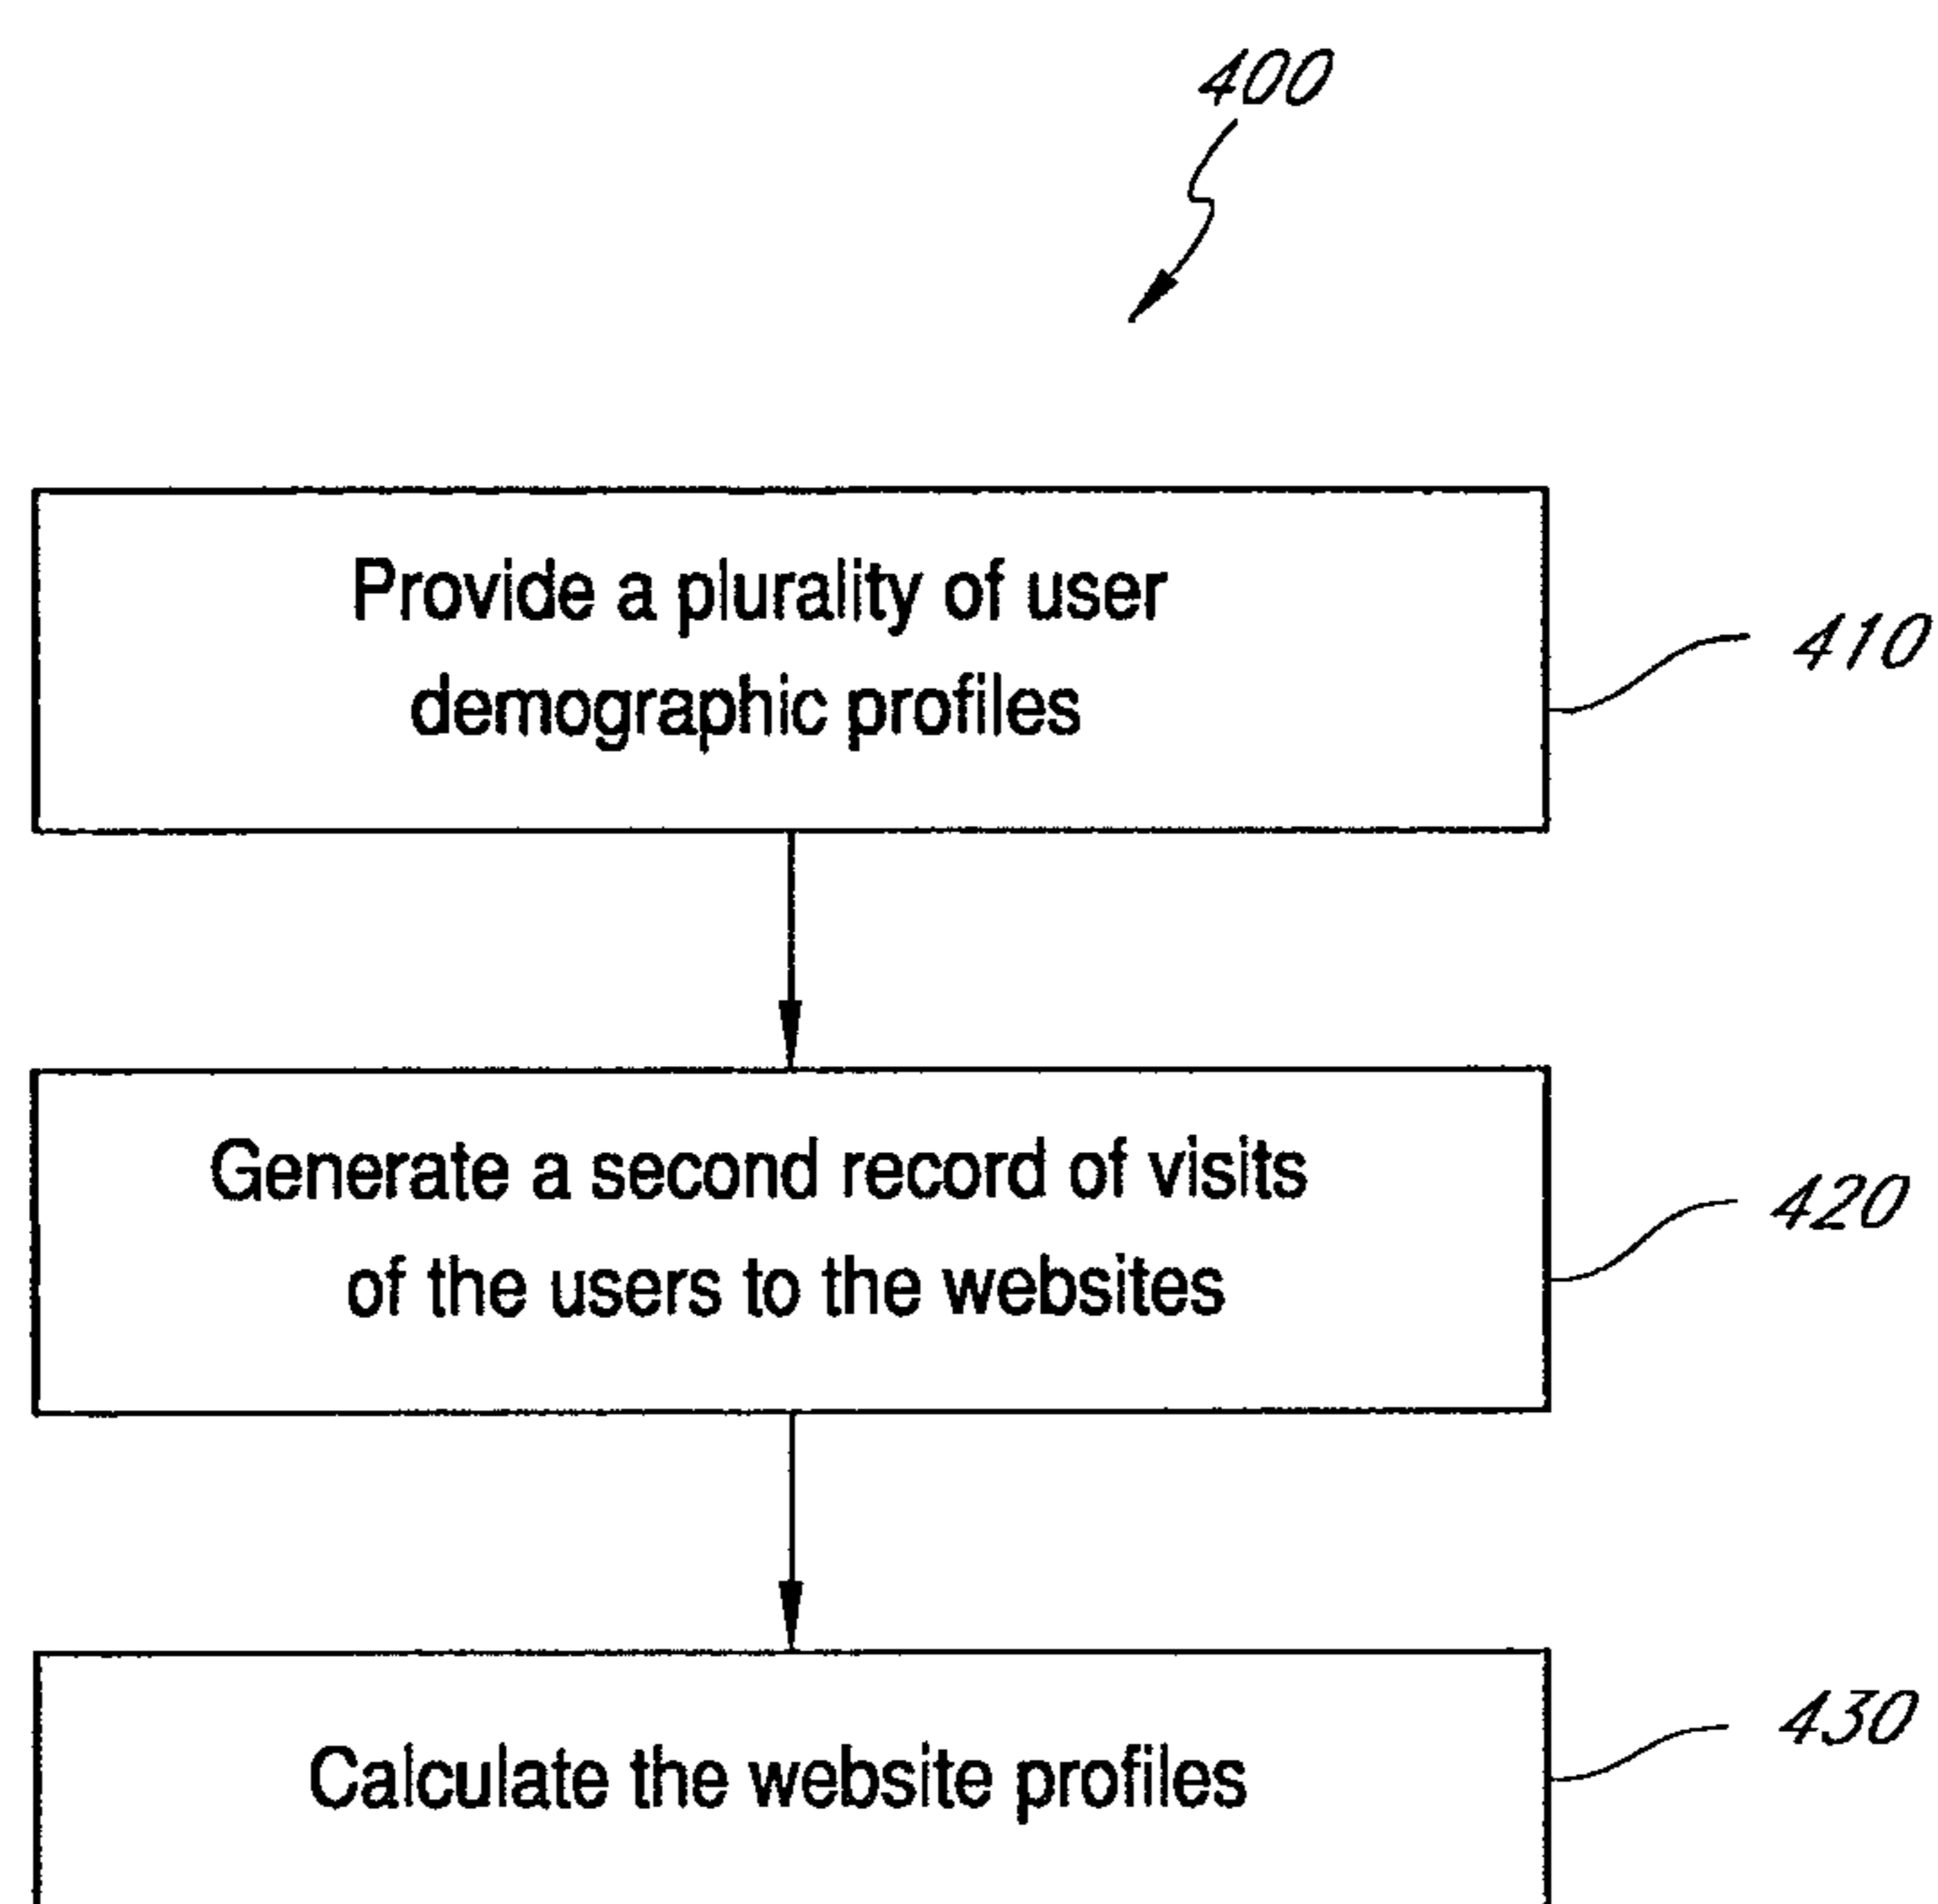 400
Provide a plurality of user
demographic profiles
410
Generate a second record of visits
of the users to the websites
420
Calculate the website profiles
430